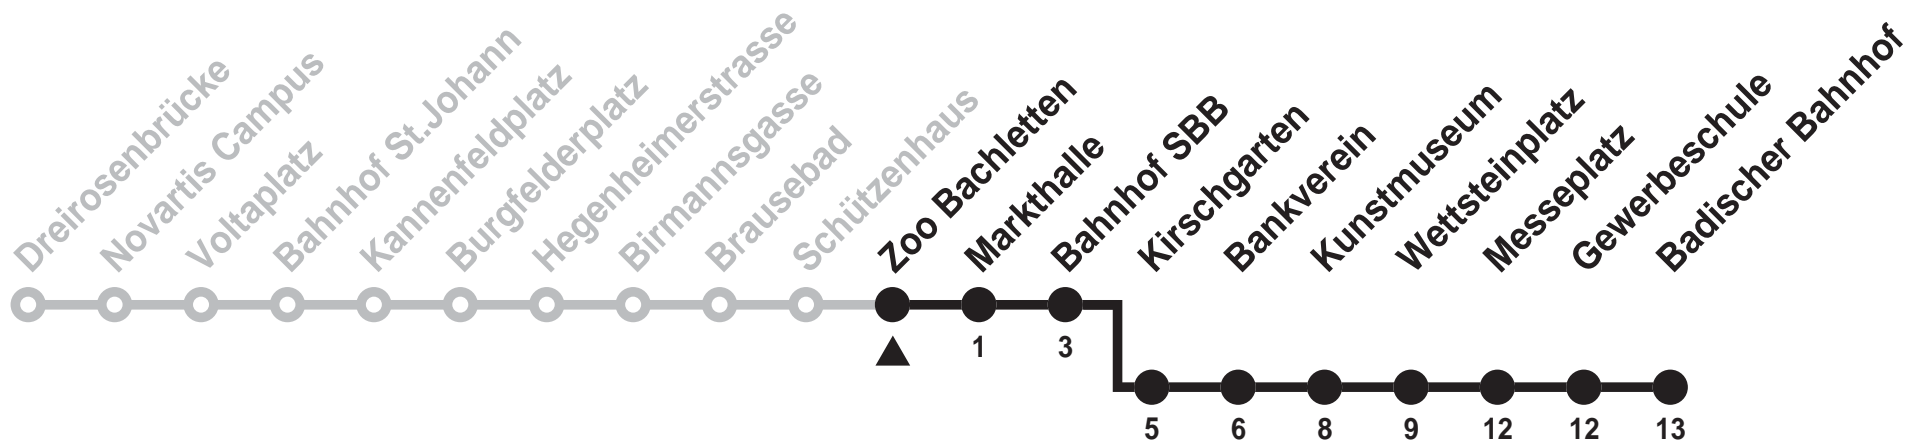 Dreirosenbrücke
Novartis Campus
Voltaplatz
Bahnhof St.Johann
Kannenfeldplatz
Burgfelderplatz
Hegenheimerstrasse
Birmannsgasse
Brausebad
Schützenhaus
Zoo Bachletten
Markthalle
Bahnhof SBB
Kirschgarten
Bankverein
Kunstmuseum
Wettsteinplatz
Messeplatz
Gewerbeschule
Badischer Bahnhof
1 3
5 6 8 9 12 12 13